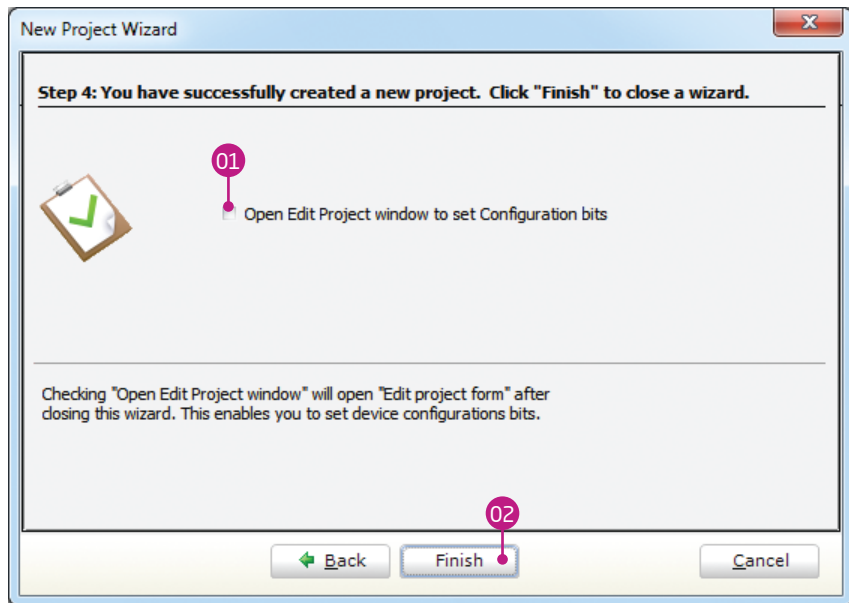 New Project Wizard
Step 4: You have successfully created a new project. Click "Finish" to close a wizard.
01
Open Edit Project window to set Configuration bits
Checking "Open Edit Project window" will open "Edit project form" after
closing this wizard. This enables you to set device configurations bits.
02
Back
Finish
Cancel